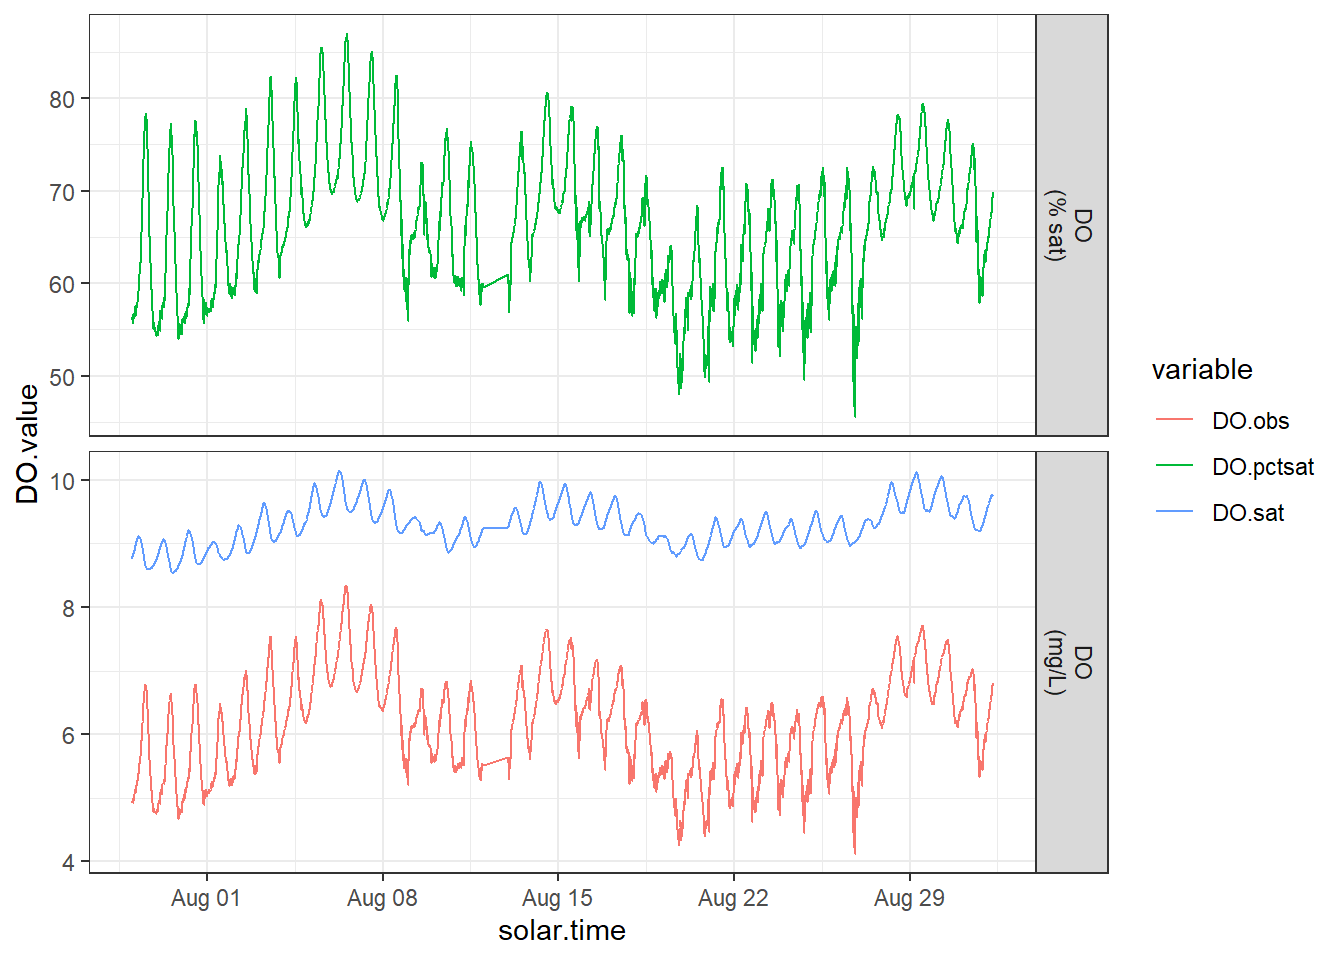 DO.value
80
70
60
50
DO
(% sat)
10
8
6
4
DO
(mg/L)
Aug 01
Aug 08
Aug 15
Aug 22
Aug 29
solar.time
variable
DO.obs
DO.pctsat
DO.sat